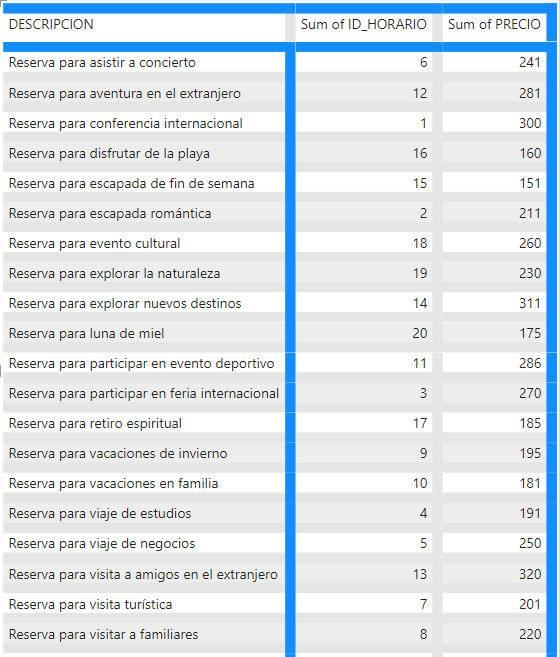 DESCRIPCION Sum of ID_HORARIO Sum of PRECIO
Reserva para asistir a concierto 6 241
Reserva para aventura en el extranjero 12 281
Reserva para conferencia internacional 1 300
Reserva para disfrutar de la playa 16 160
Reserva para escapada de fin de semana 15 151
Reserva para escapada romántica 2 211
Reserva para evento cultural 18 260
Reserva para explorar la naturaleza 19 230
Reserva para explorar nuevos destinos 14 311
Reserva para luna de miel 20 175
Reserva para participar en evento deportivo 11 286
Reserva para participar en feria internacional 3 270
Reserva para retiro espiritual 17 185
Reserva para vacaciones de invierno 9 195
Reserva para vacaciones en familia 10 181
Reserva para viaje de estudios 4 191
Reserva para viaje de negocios 5 250
Reserva para visita a amigos en el extranjero 13 320
Reserva para visita turística 7 201
Reserva para visitar a familiares 8 220